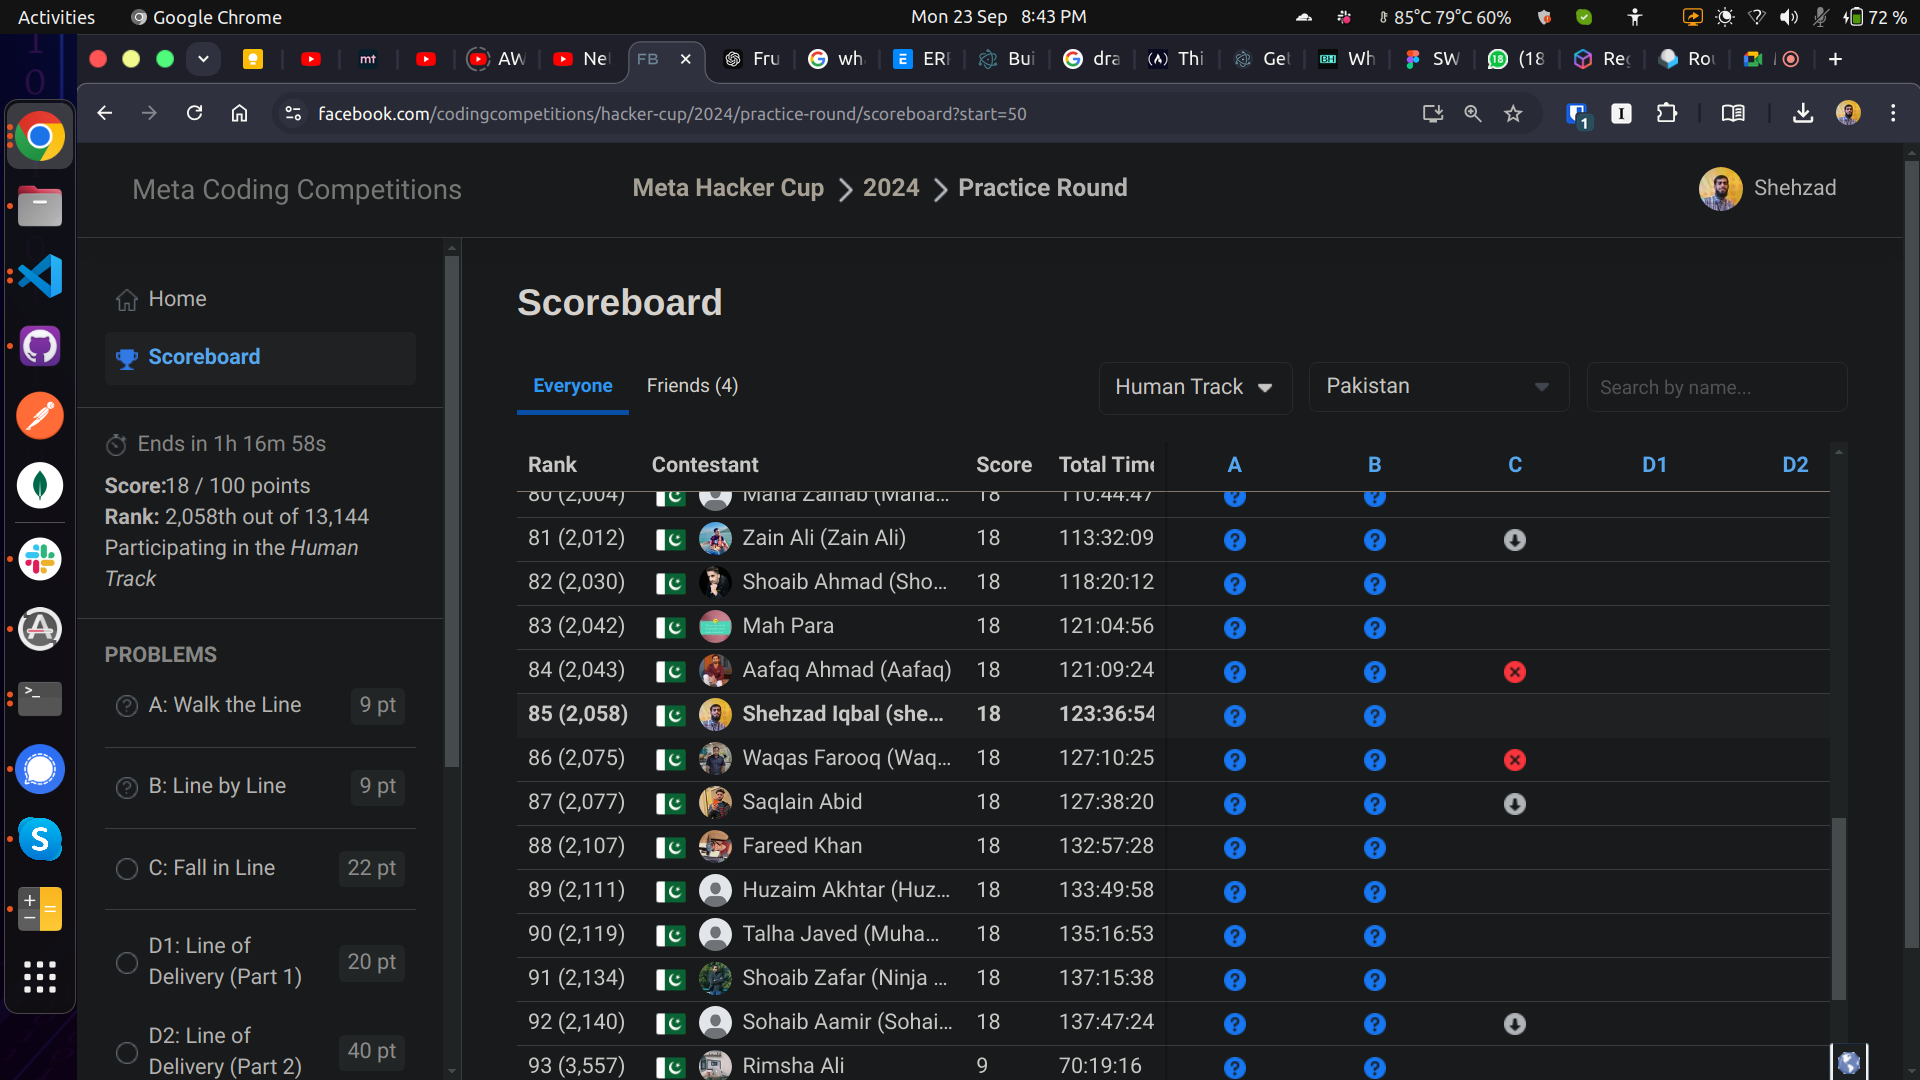 Activities
Google Chrome
Mon 23 Sep 8:43 PM
85°C 79°C 60%
72 %
mt
AW
Ne
FB
Fru
wh
ERF
Bui
dra
Thi
Get
BH
Wh
SW
(18
Reg
Rou
facebook.com/codingcompetitions/hacker-cup/2024/practice-round/scoreboard?start=50
1
Meta Coding Competitions
Meta Hacker Cup
2024
Practice Round
Shehzad
Home
Scoreboard
Ends in 1h 16m 58s
Score:18 / 100 points
Rank: 2,058th out of 13,144
Participating in the Human
Track
PROBLEMS
A: Walk the Line
9 pt
B: Line by Line
9 pt
C: Fall in Line
22 pt
D1: Line of
Delivery (Part 1)
20 pt
D2: Line of
Delivery (Part 2)
40 pt
Scoreboard
Everyone
Friends (4)
Human Track
Pakistan
Search by name...
Rank Contestant Score Total Time A B C D1 D2
80 (2,004) Maha Zainab (Maha... 18 110:44:47
81 (2,012) Zain Ali (Zain Ali) 18 113:32:09
82 (2,030) Shoaib Ahmad (Sho... 18 118:20:12
83 (2,042) Mah Para 18 121:04:56
84 (2,043) Aafaq Ahmad (Aafaq) 18 121:09:24
85 (2,058) Shehzad Iqbal (she... 18 123:36:54
86 (2,075) Waqas Farooq (Waq... 18 127:10:25
87 (2,077) Saqlain Abid 18 127:38:20
88 (2,107) Fareed Khan 18 132:57:28
89 (2,111) Huzaim Akhtar (Huz... 18 133:49:58
90 (2,119) Talha Javed (Muha... 18 135:16:53
91 (2,134) Shoaib Zafar (Ninja ... 18 137:15:38
92 (2,140) Sohaib Aamir (Sohai... 18 137:47:24
93 (3,557) Rimsha Ali 9 70:19:16